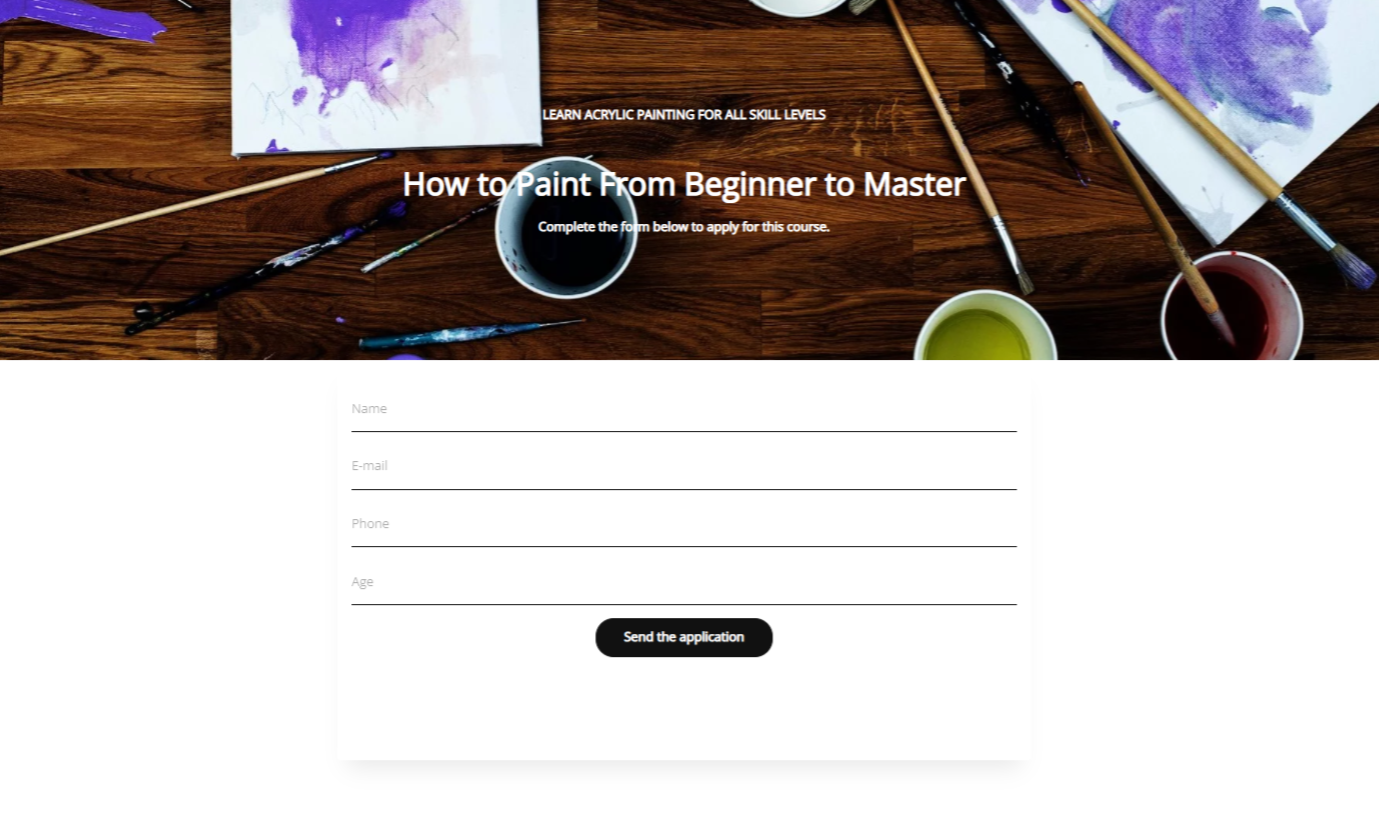 LEARN ACRYLIC PAINTING FOR ALL SKILL LEVELS
How to Paint From Beginner to Master
Complete the form below to apply for this course.
Name
E-mail
Phone
Age
Send the application